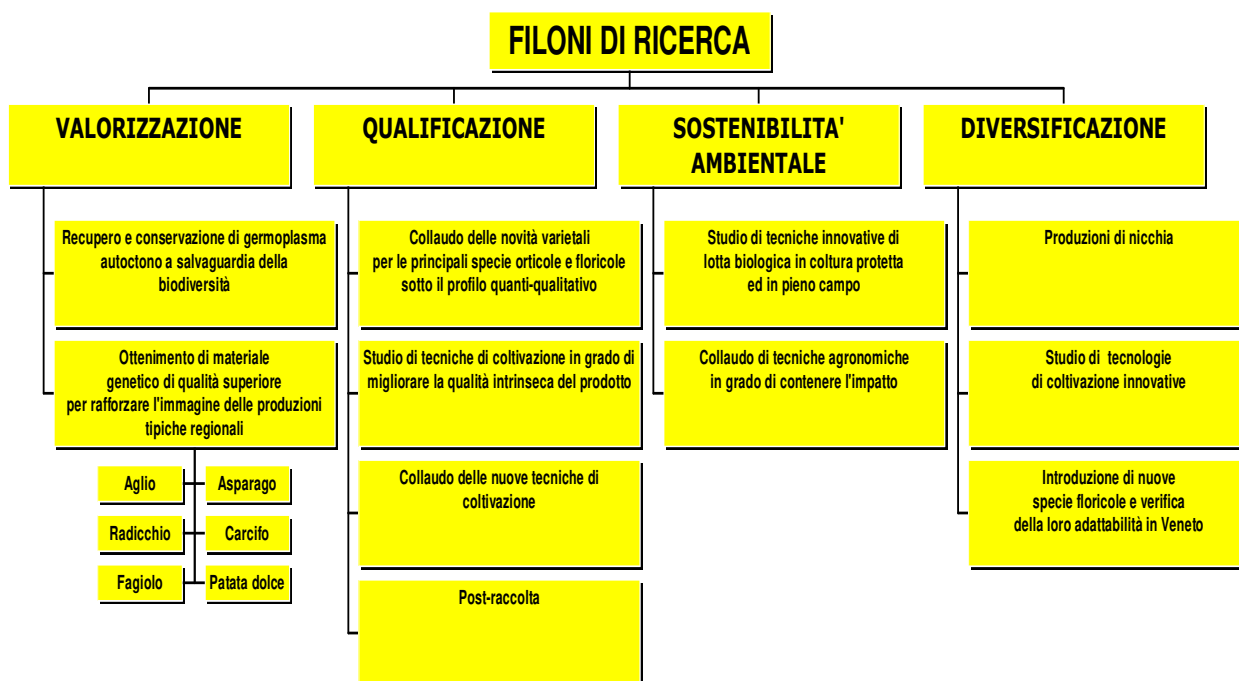 FILONI DI RICERCA
VALORIZZAZIONE
Recupero e conservazione di germoplasma
autoctono a salvaguardia della
biodiversità
Ottenimento di materiale
genetico di qualità superiore
per rafforzare l'immagine delle produzioni
tipiche regionali
Aglio
Asparago
Radicchio
Carcifo
Fagiolo
Patata dolce
QUALIFICAZIONE
Collaudo delle novità varietali
per le principali specie orticole e floricole
sotto il profilo quanti-qualitativo
Studio di tecniche di coltivazione in grado di
migliorare la qualità intrinseca del prodotto
Collaudo delle nuove tecniche di
coltivazione
Post-raccolta
SOSTENIBILITA'
AMBIENTALE
Studio di tecniche innovative di
lotta biologica in coltura protetta
ed in pieno campo
Collaudo di tecniche agronomiche
in grado di contenere l'impatto
DIVERSIFICAZIONE
Produzioni di nicchia
Studio di tecnologie
di coltivazione innovative
Introduzione di nuove
specie floricole e verifica
della loro adattabilità in Veneto